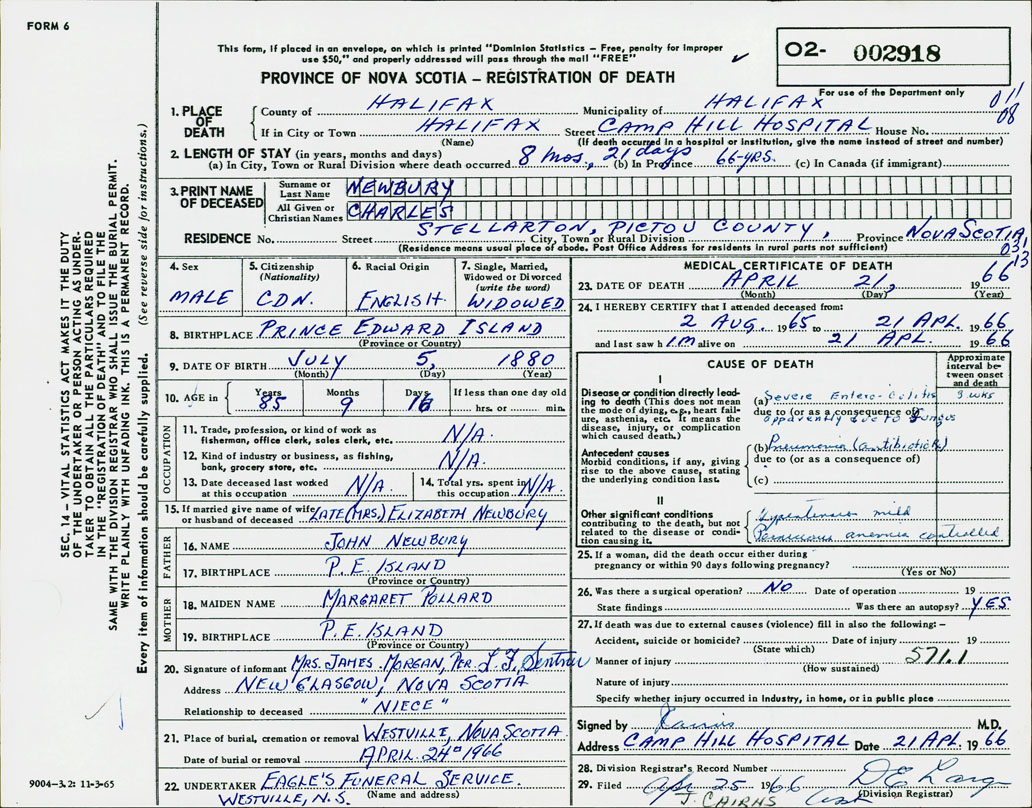 FORM 6
This form, if placed in an envelope, on which is printed "Dominion Statistics – Free, penalty for improper
use $50," and properly addressed will pass through the mail "FREE"
PROVINCE OF NOVA SCOTIA – REGISTRATION OF DEATH
O2- 002918
For use of the Department only
011
08
SEC. 14 – VITAL STATISTICS ACT MAKES IT THE DUTY
OF THE UNDERTAKER OR PERSON ACTING AS UNDER-
TAKER TO OBTAIN ALL THE PARTICULARS REQUIRED
IN THE "REGISTRATION OF DEATH" AND TO FILE THE
SAME WITH THE DIVISION REGISTRAR WHO SHALL ISSUE THE BURIAL PERMIT.
WRITE PLAINLY WITH UNFADING INK. THIS IS A PERMANENT RECORD.
Every item of information should be carefully supplied. (See reverse side for instructions.)
1. PLACE OF DEATH County of HALIFAX Municipality of HALIFAX
If in City or Town HALIFAX Street CAMP HILL HOSPITAL House No.
(Name) (If death occurred in a hospital or institution, give the name instead of street and number)
2. LENGTH OF STAY (in years, months and days)
(a) In City, Town or Rural Division where death occurred 8 mos., 21 days (b) In Province 66-YRS. (c) In Canada (if immigrant)
3. PRINT NAME OF DECEASED
Surname or Last Name NEWBURY
All Given or Christian Names CHARLES
RESIDENCE No. Street STELLARTON, PICTOU COUNTY, City, Town or Rural Division Province NOVA SCOTIA,
(Residence means usual place of abode. Post Office Address for residents in rural parts not sufficient)
031
13
4. Sex MALE
5. Citizenship (Nationality) CDN.
6. Racial Origin ENGLISH
7. Single, Married, Widowed or Divorced (write the word) WIDOWED
8. BIRTHPLACE PRINCE EDWARD ISLAND
(Province or Country)
9. DATE OF BIRTH JULY 5, 1880
(Month) (Day) (Year)
10. AGE in Years 85 Months 9 Days 16 If less than one day old hrs. or min.
OCCUPATION
11. Trade, profession, or kind of work as fisherman, office clerk, sales clerk, etc. N/A.
12. Kind of industry or business, as fishing, bank, grocery store, etc. N/A.
13. Date deceased last worked at this occupation N/A
14. Total yrs. spent in this occupation N/A
15. If married give name of wife or husband of deceased LATE (MRS.) ELIZABETH NEWBURY
FATHER
16. NAME JOHN NEWBURY
17. BIRTHPLACE P.E. ISLAND
(Province or Country)
MOTHER
18. MAIDEN NAME MARGARET POLLARD
19. BIRTHPLACE P.E. ISLAND
(Province or Country)
20. Signature of informant MRS. JAMES MORGAN, PER.
Address NEW GLASGOW, NOVA SCOTIA
Relationship to deceased "NIECE"
21. Place of burial, cremation or removal WESTVILLE, NOVA SCOTIA
Date of burial or removal APRIL 24th 1966
22. UNDERTAKER EAGLE'S FUNERAL SERVICE.
WESTVILLE, N.S. (Name and address)
9004–3.2: 11-3-65
MEDICAL CERTIFICATE OF DEATH
23. DATE OF DEATH APRIL 21, 1966
(Month) (Day) (Year)
24. I HEREBY CERTIFY that I attended deceased from:
2 AUG. 1965 to 21 APL. 1966
and last saw h im alive on 21 APL. 1966
CAUSE OF DEATH
Approximate interval between onset and death
I
Disease or condition directly leading to death (This does not mean the mode of dying, e.g., heart failure, asthenia, etc. It means the disease, injury, or complication which caused death.)
(a) Severe Entero-Colitis 3 wks
due to (or as a consequence of)
apparently due to fungus
Antecedent causes
Morbid conditions, if any, giving rise to the above cause, stating the underlying condition last.
(b) Pneumonia (antibiotics)
due to (or as a consequence of)
(c)
II
Other significant conditions contributing to the death, but not related to the disease or condition causing it.
Hypertension mild
Pernicious anemia controlled
25. If a woman, did the death occur either during pregnancy or within 90 days following pregnancy?
(Yes or No)
26. Was there a surgical operation? NO Date of operation 19
State findings Was there an autopsy? YES
27. If death was due to external causes (violence) fill in also the following: –
Accident, suicide or homicide? Date of injury 19
(State which)
Manner of injury 571.1
(How sustained)
Nature of injury
Specify whether injury occurred in industry, in home, or in public place
Signed by M.D.
Address CAMP HILL HOSPITAL Date 21 APL. 1966
28. Division Registrar's Record Number
29. Filed Apr 25 1966
(Division Registrar)
J. CAIRNS